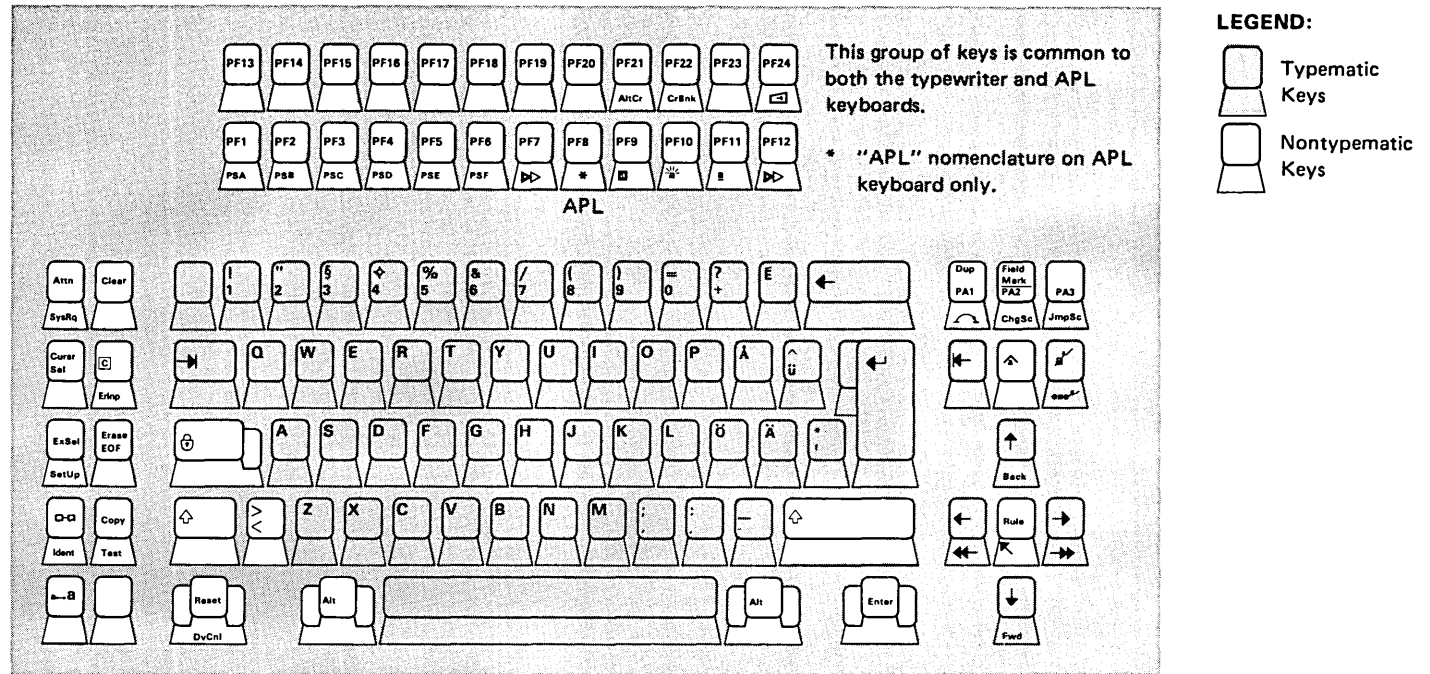 LEGEND:
Typematic
Keys
Nontypematic
Keys
PF13 PF14 PF15 PF16 PF17 PF18 PF19 PF20 PF21 PF22 PF23 PF24
AltCr CrBnk
This group of keys is common to
both the typewriter and APL
keyboards.
PF1 PF2 PF3 PF4 PF5 PF6 PF7 PF8 PF9 PF10 PF11 PF12
PSA PSB PSC PSD PSE PSF * a a
APL
* "APL" nomenclature on APL
keyboard only.
Attn Clear ! " § % & / ( ) = ? E Dup Field Mark
1 2 3 4 5 6 7 8 9 0 + PA1 PA2 PA3
SysRq ChgSc JmpSc
Cursr Sel C Q W E R T Y U I O P Å ^ ü
ErInp
ExSel Erase EOF A S D F G H J K L Ö Ä * '
SetUp Back
Copy > < Z X C V B N M ; , : . — - Rule
Ident Test
a a Reset Alt Alt Enter
DvCnl Fwd